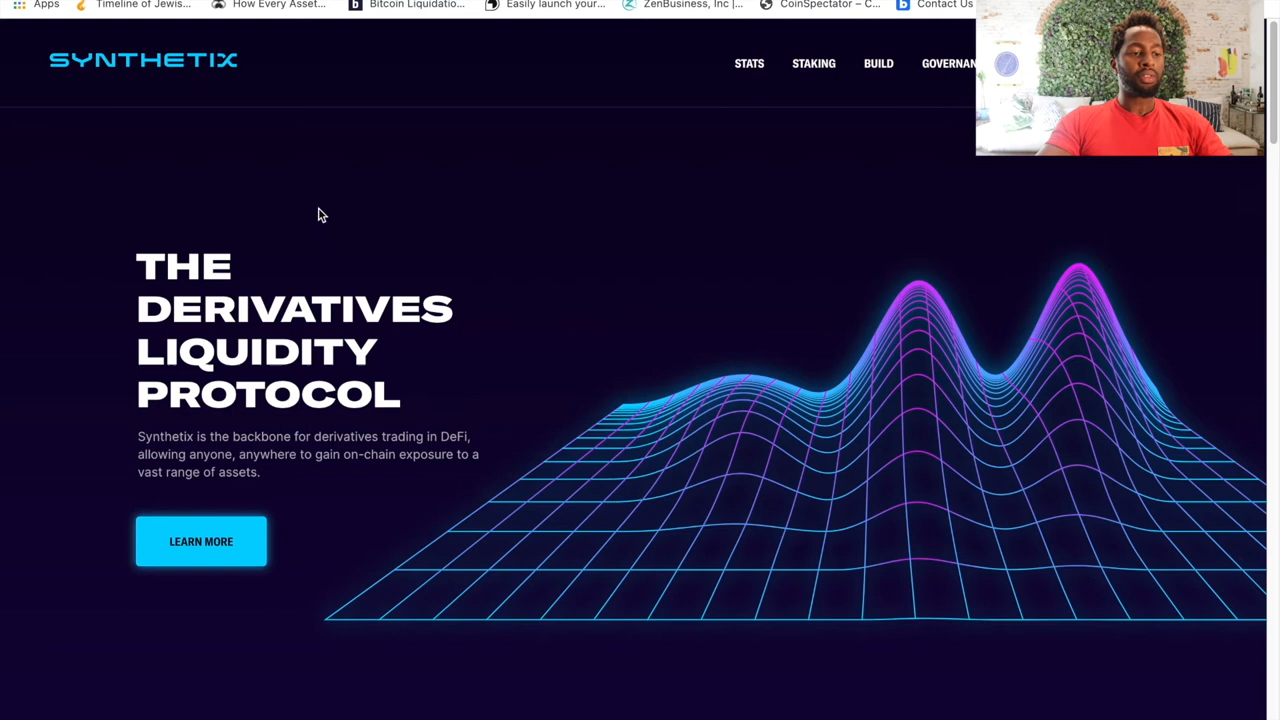 Apps Timeline of Jewis... How Every Asset... Bitcoin Liquidatio... Easily launch your... ZenBusiness, Inc |... CoinSpectator – C... Contact Us
SYNTHETIX
STATS STAKING BUILD GOVERNAN
THE
DERIVATIVES
LIQUIDITY
PROTOCOL
Synthetix is the backbone for derivatives trading in DeFi,
allowing anyone, anywhere to gain on-chain exposure to a
vast range of assets.
LEARN MORE